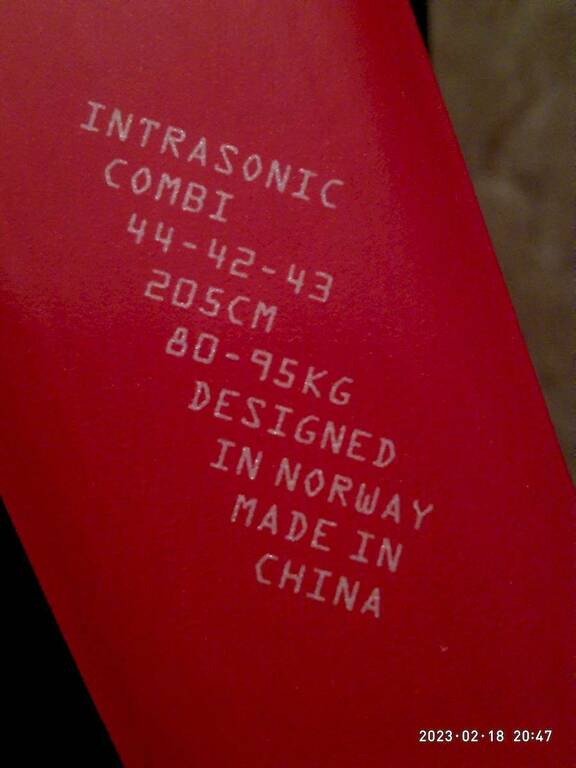 INTRASONIC
COMBI
44-42-43
205CM
80-95KG
DESIGNED
IN NORWAY
MADE IN
CHINA
2023·02·18 20:47